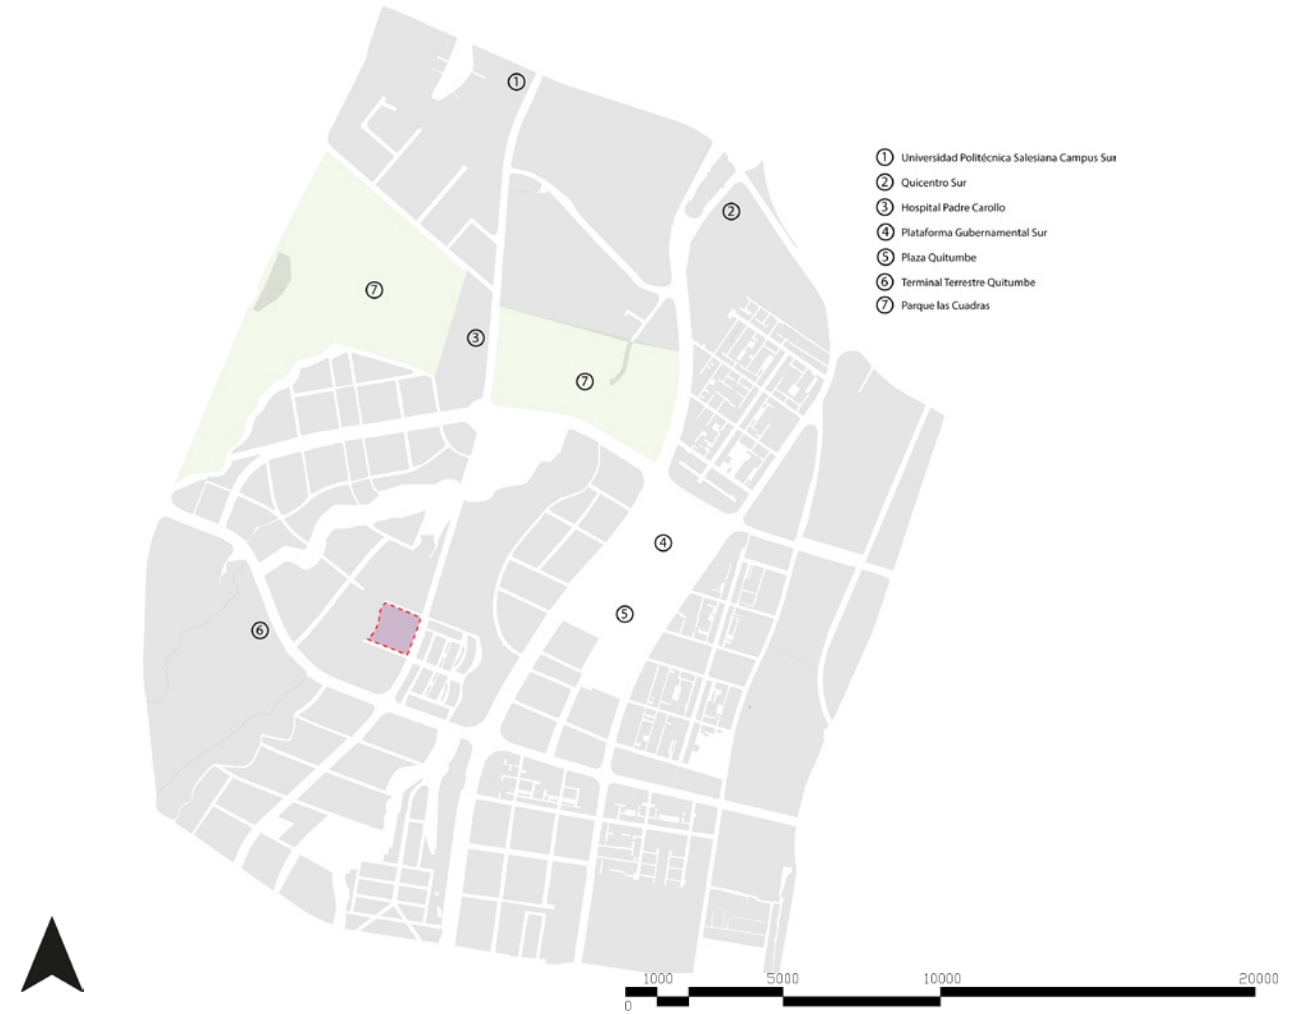 1
2
3
7
7
4
5
6
1 Universidad Politécnica Salesiana Campus Sur
2 Quicentro Sur
3 Hospital Padre Carollo
4 Plataforma Gubernamental Sur
5 Plaza Quitumbe
6 Terminal Terrestre Quitumbe
7 Parque las Cuadras
1000 5000 10000 20000
0